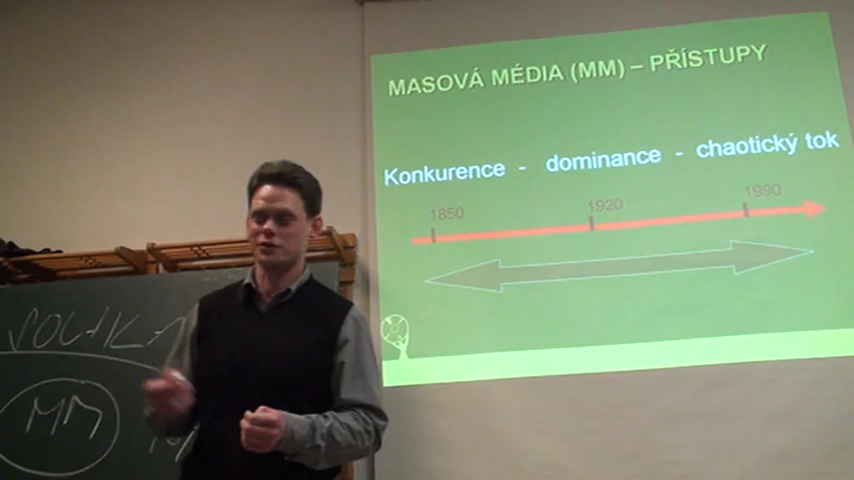 MASOVÁ MÉDIA (MM) – PŘÍSTUPY
Konkurence - dominance - chaotický tok
1850 1920 1990
MM